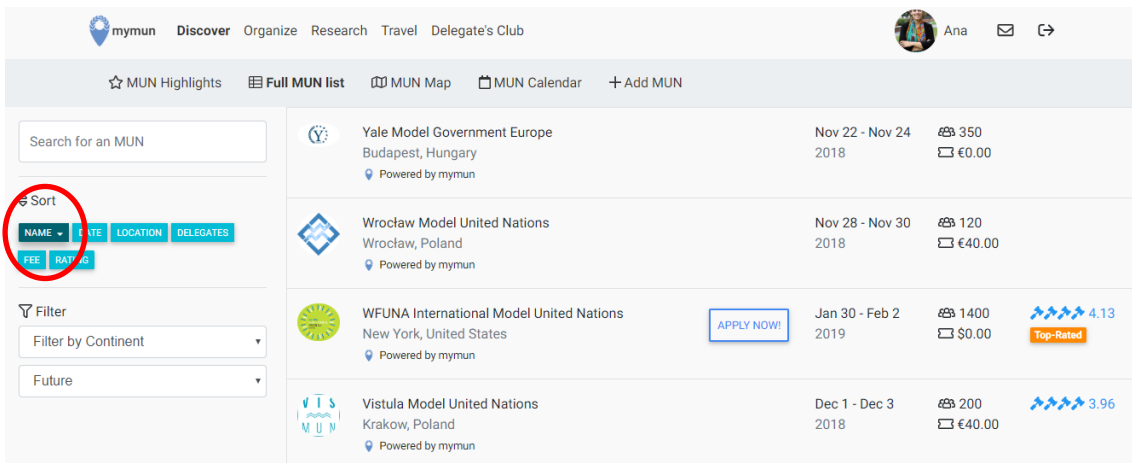 mymun Discover Organize Research Travel Delegate's Club Ana
MUN Highlights Full MUN list MUN Map MUN Calendar + Add MUN
Search for an MUN
Sort
NAME DATE LOCATION DELEGATES
FEE RATING
Filter
Filter by Continent
Future
Yale Model Government Europe Nov 22 - Nov 24 350
Budapest, Hungary 2018 €0.00
Powered by mymun
Wrocław Model United Nations Nov 28 - Nov 30 120
Wrocław, Poland 2018 €40.00
Powered by mymun
WFUNA International Model United Nations APPLY NOW! Jan 30 - Feb 2 1400 4.13
New York, United States 2019 $0.00 Top-Rated
Powered by mymun
VIS
MUN
Vistula Model United Nations Dec 1 - Dec 3 200 3.96
Krakow, Poland 2018 €40.00
Powered by mymun